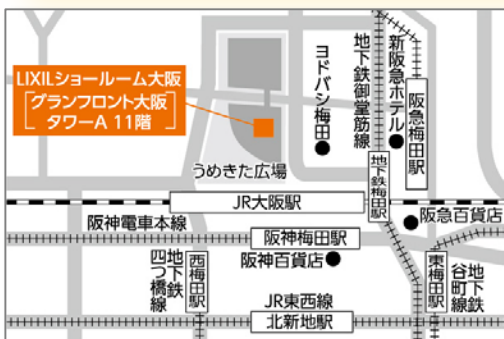 LIXILショールーム大阪
グランフロント大阪
タワーA 11階
うめきた広場
ヨドバシ梅田
地下鉄御堂筋線
新阪急ホテル
阪急梅田駅
地下鉄梅田駅
JR大阪駅
阪急百貨店
阪神電車本線
阪神梅田駅
阪神百貨店
地下鉄
四つ橋線
西梅田駅
東梅田駅
地下鉄
谷町線
JR東西線
北新地駅